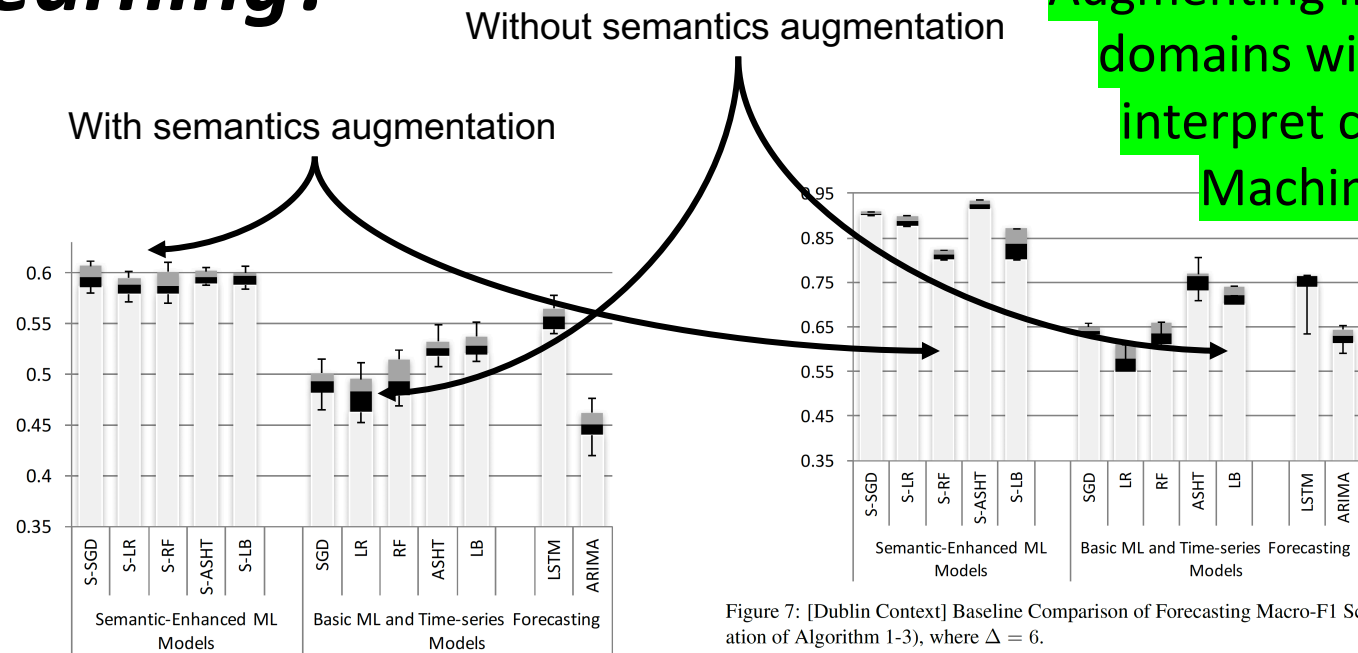 Without semantics augmentation
With semantics augmentation
domains
interpret
0.6
0.55
0.5
0.45
0.4
0.35
S-SGD
S-LR
S-RF
S-ASHT
S-LB
SGD
LR
RF
ASHT
LB
LSTM
ARIMA
Semantic-Enhanced ML
Models
Basic ML and Time-series Forecasting
Models
0.95
0.85
0.75
0.65
0.55
0.45
0.35
S-SGD
S-LR
S-RF
S-ASHT
S-LB
SGD
LR
RF
ASHT
LB
LSTM
ARIMA
Semantic-Enhanced ML
Models
Basic ML and Time-series Forecasting
Models
Figure 7: [Dublin Context] Baseline Comparison of Forecasting Macro-F1
ation of Algorithm 1-3), where Δ = 6.